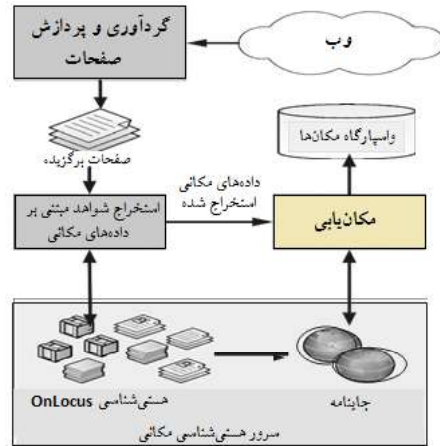 گردآوری و پردازش
صفحات
وب
صفحات برگزیده
واسپارگاه مکان‌ها
استخراج شواهد مبتنی بر
داده‌های مکانی
داده‌های مکانی
استخراج
شده
مکان‌یابی
هستی‌شناسی OnLocus
جاینامه
سرور هستی‌شناسی مکانی